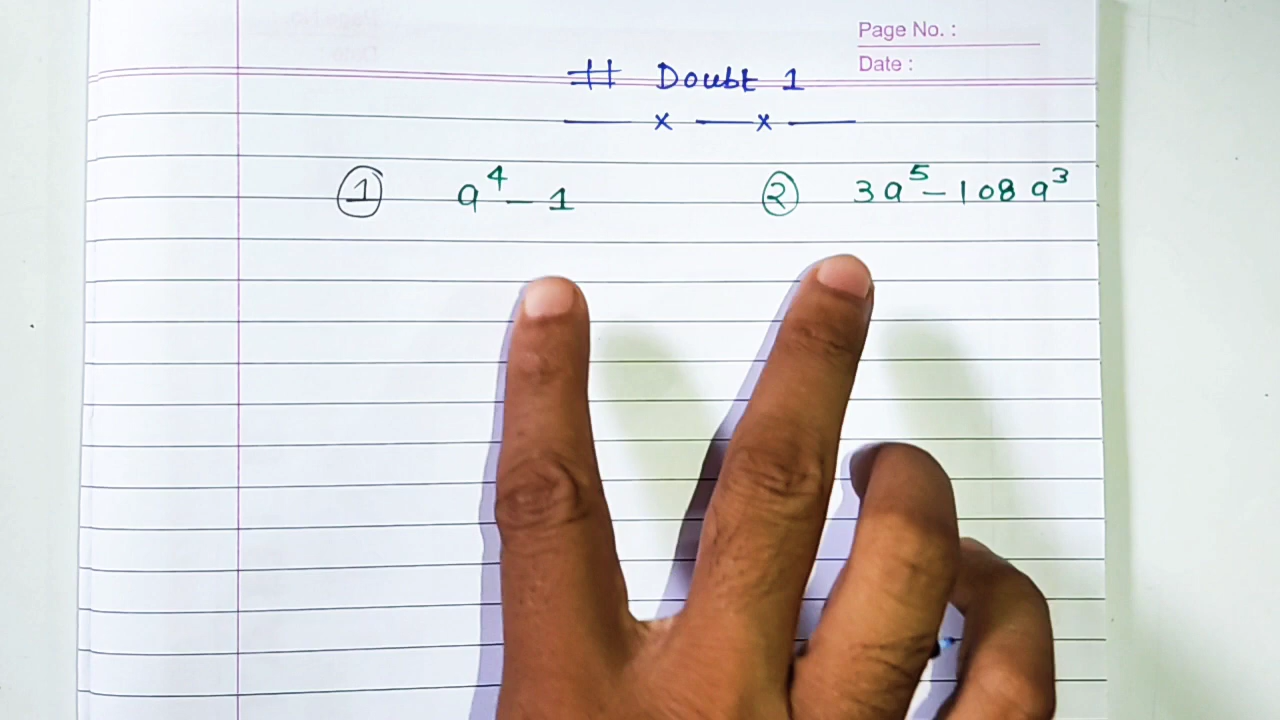 Page No. :
Date :
# Doubt 1
— x — x —
① a⁴ - 1 ② 3a⁵ - 108 a³